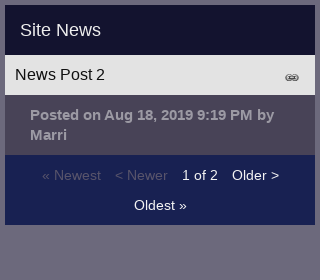 Site News
News Post 2
Posted on Aug 18, 2019 9:19 PM by
Marri
« Newest < Newer 1 of 2 Older >
Oldest »